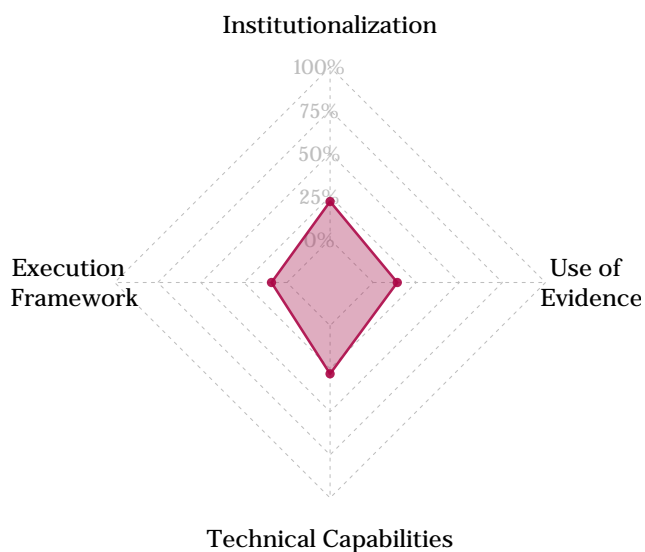 Institutionalization
100%
75%
50%
25%
0%
Execution
Framework
Use of
Evidence
Technical Capabilities